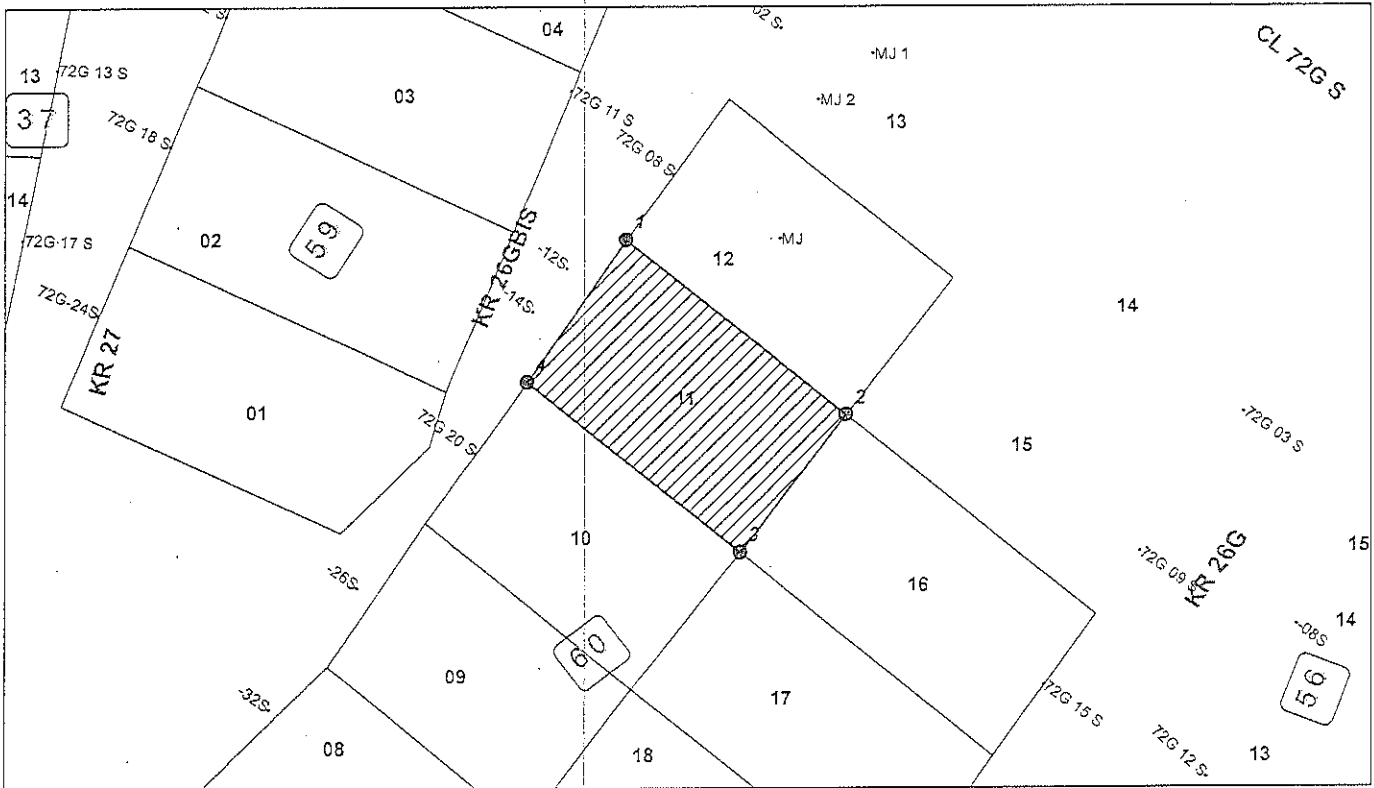 04
02 S
MJ 1
CL 72G S
13
72G 13 S
03
72G 11 S
MJ 2
13
37
72G 18 S
72G 08 S
14
72G 17 S
02
59
KR 26GBIS
-12S
1
12
MJ
72G-24S
-14S
14
KR 27
4
11
2
01
72G 20 S
15
72G 03 S
10
3
15
-26S
16
72G 09 S
KR 26G
14
-08S
60
09
56
-32S
17
72G 15 S
08
18
72G 12 S
13